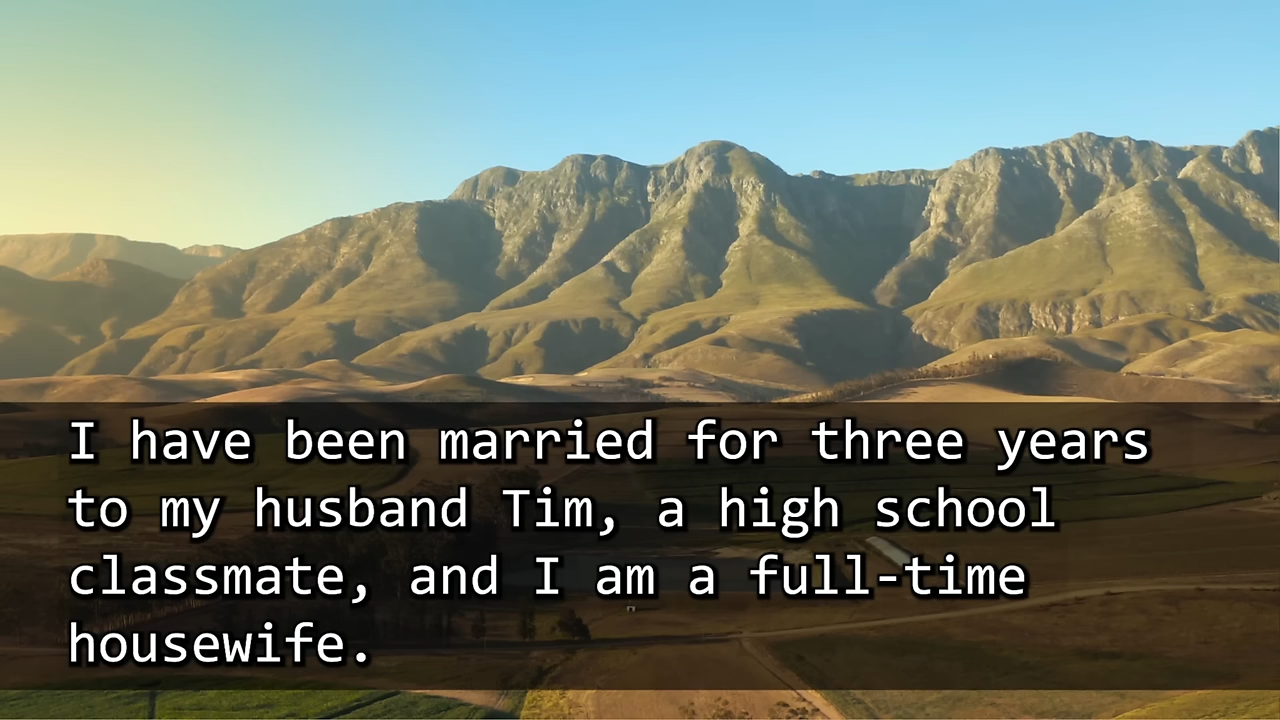 I have been married for three years
to my husband Tim, a high school
classmate, and I am a full-time
housewife.